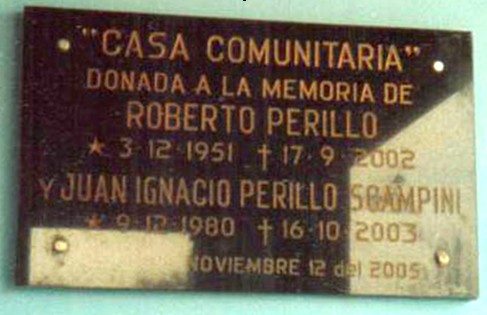 "CASA COMUNITARIA"
DONADA A LA MEMORIA DE
ROBERTO PERILLO
★ 3·12·1951 † 17·9·2002
Y JUAN IGNACIO PERILLO SCAMPINI
★ 9·12·1980 † 16·10·2003
NOVIEMBRE 12 del 2005